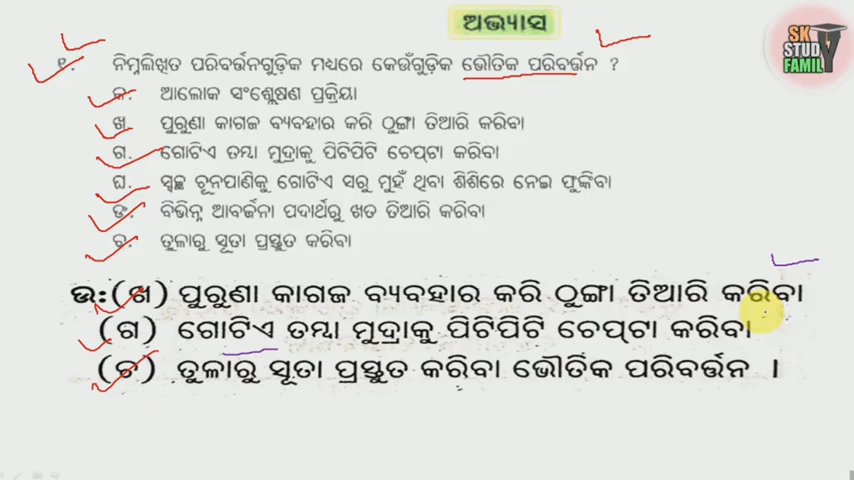 ଅଭ୍ୟାସ
SK STUDY FAMILY
୧. ନିମ୍ନଲିଖିତ ପରିବର୍ତ୍ତନଗୁଡ଼ିକ ମଧ୍ୟରେ କେଉଁଗୁଡ଼ିକ ଭୌତିକ ପରିବର୍ତ୍ତନ ?
କ. ଆଲୋକ ସଂଶ୍ଲେଷଣ ପ୍ରକ୍ରିୟା
ଖ. ପୁରୁଣା କାଗଜ ବ୍ୟବହାର କରି ଠୁଙ୍ଗା ତିଆରି କରିବା
ଗ. ଗୋଟିଏ ତମ୍ବା ମୁଦ୍ରାକୁ ପିଟିପିଟି ଚେପ୍‌ଟା କରିବା
ଘ. ସ୍ୱଚ୍ଛ ଚୂନପାଣିକୁ ଗୋଟିଏ ସରୁ ମୁହଁ ଥିବା ଶିଶିରେ ନେଇ ଫୁଙ୍କିବା
ଙ. ବିଭିନ୍ନ ଆବର୍ଜନା ପଦାର୍ଥରୁ ଖତ ତିଆରି କରିବା
ଚ. ତୁଳାରୁ ସୂତା ପ୍ରସ୍ତୁତ କରିବା
ଉ:(ଖ) ପୁରୁଣା କାଗଜ ବ୍ୟବହାର କରି ଠୁଙ୍ଗା ତିଆରି କରିବା
(ଗ) ଗୋଟିଏ ତମ୍ବା ମୁଦ୍ରାକୁ ପିଟିପିଟି ଚେପ୍‌ଟା କରିବା
(ଚ) ତୁଳାରୁ ସୂତା ପ୍ରସ୍ତୁତ କରିବା ଭୌତିକ ପରିବର୍ତ୍ତନ ।